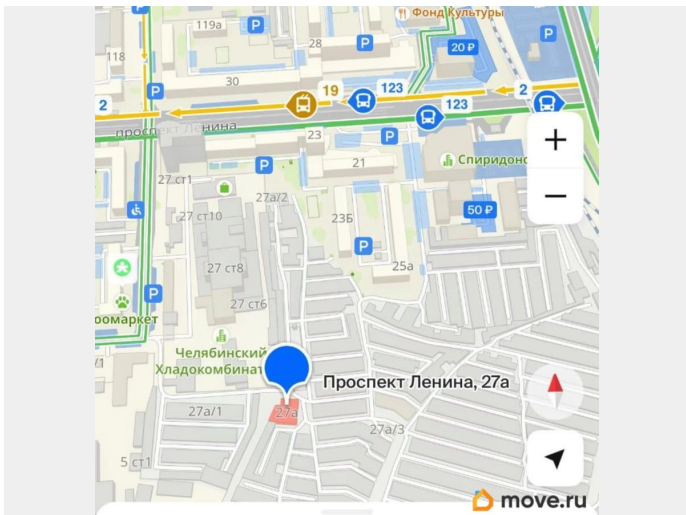 Фонд Культуры
119а
P
P
28
20 ₽
P
118
30
P
2
19
123
123
2
проспект Ленина
23
P
P
21
Спиридон
27 ст1
27а/2
50 ₽
27 ст10
23Б
P
27 ст8
25а
P
27 ст6
оомаркет
Челябинский
Хладокомбинат
Проспект Ленина, 27а
27а/1
27а
27а/3
5 ст1
move.ru